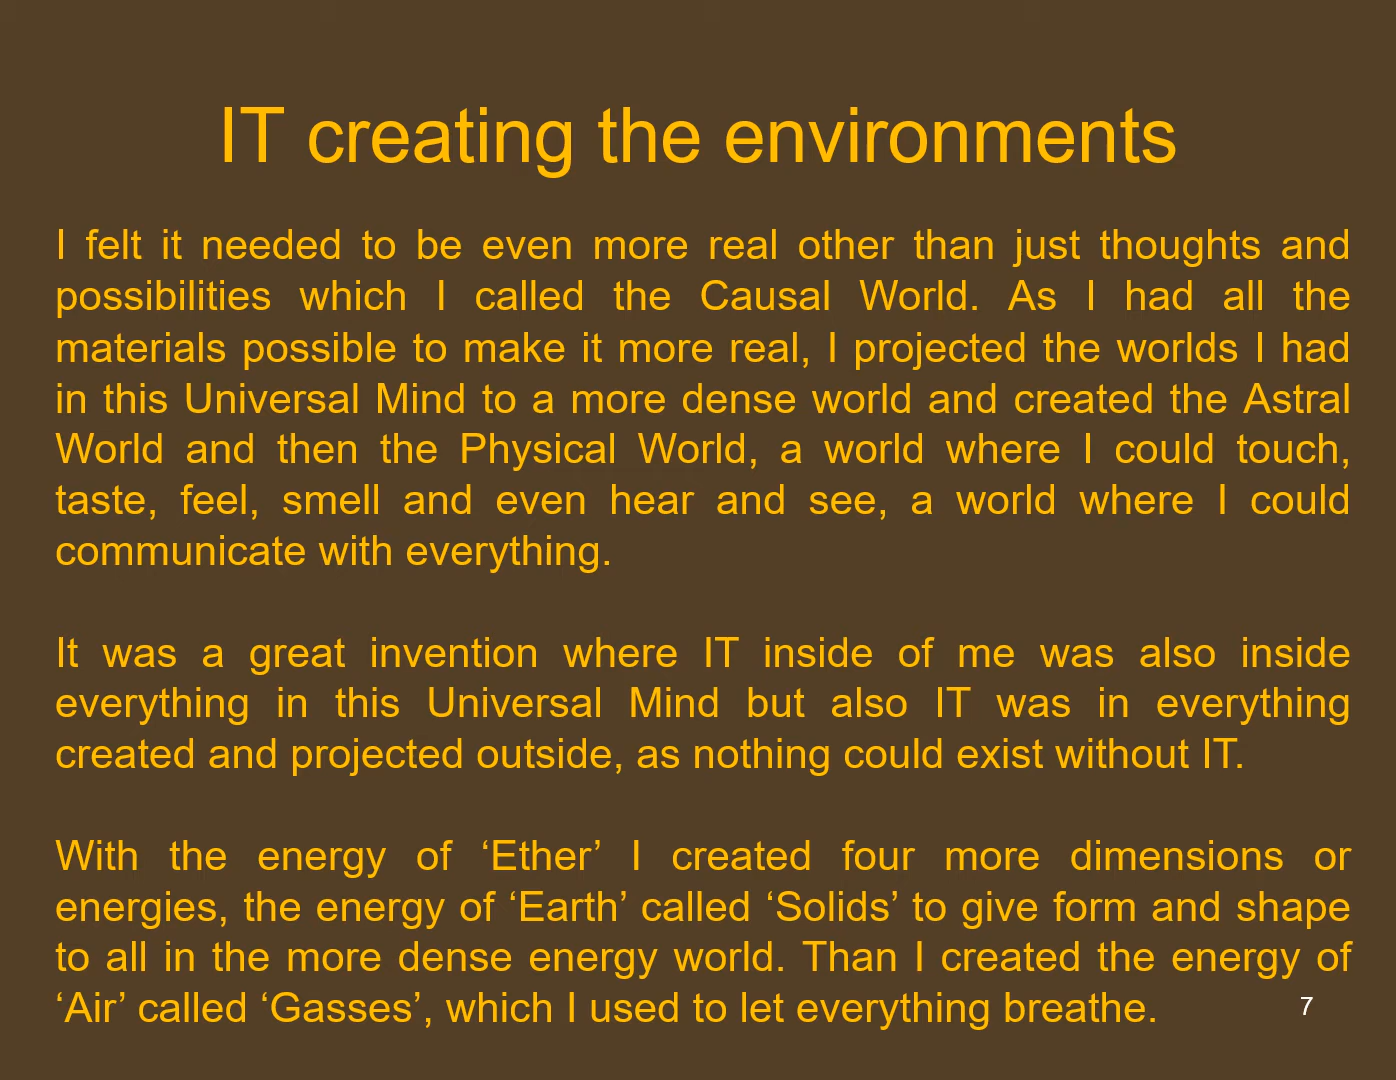 IT creating the environments
I felt it needed to be even more real other than just thoughts and
possibilities which I called the Causal World. As I had all the
materials possible to make it more real, I projected the worlds I had
in this Universal Mind to a more dense world and created the Astral
World and then the Physical World, a world where I could touch,
taste, feel, smell and even hear and see, a world where I could
communicate with everything.
It was a great invention where IT inside of me was also inside
everything in this Universal Mind but also IT was in everything
created and projected outside, as nothing could exist without IT.
With the energy of ‘Ether’ I created four more dimensions or
energies, the energy of ‘Earth’ called ‘Solids’ to give form and shape
to all in the more dense energy world. Than I created the energy of
‘Air’ called ‘Gasses’, which I used to let everything breathe.
7